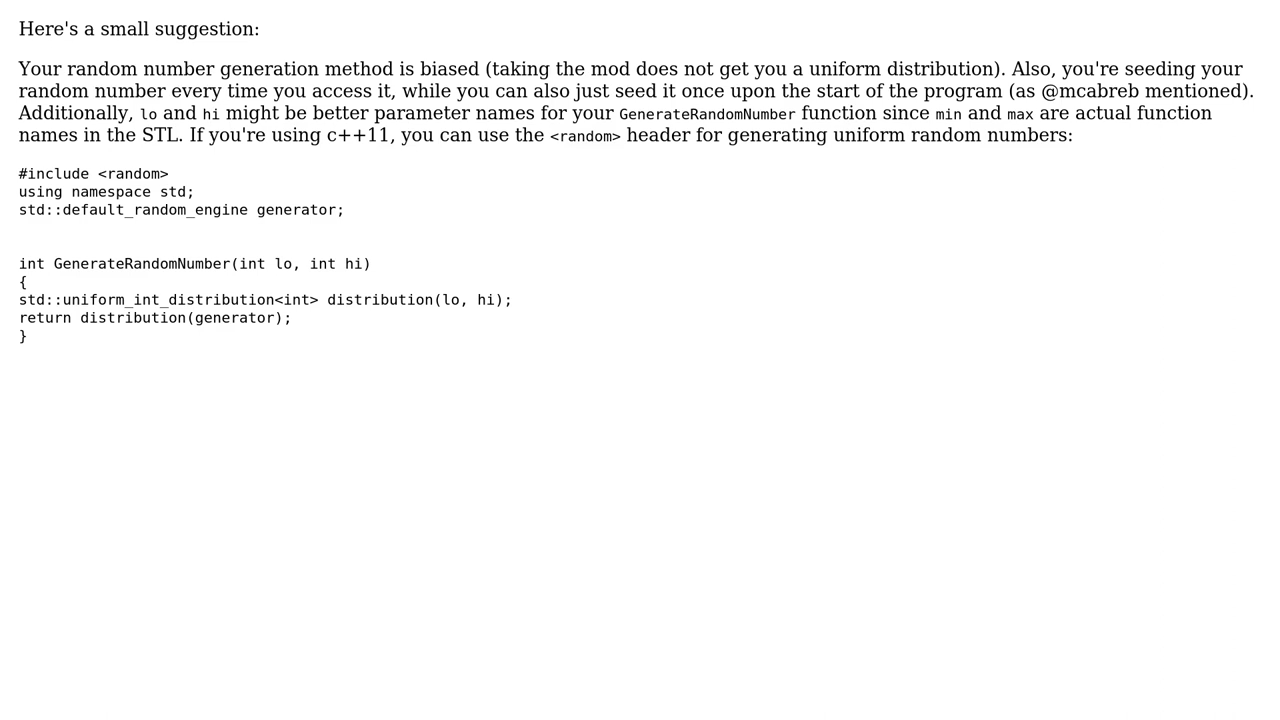 Here's a small suggestion:
Your random number generation method is biased (taking the mod does not get you a uniform distribution). Also, you're seeding your
random number every time you access it, while you can also just seed it once upon the start of the program (as @mcabreb mentioned).
Additionally, lo and hi might be better parameter names for your GenerateRandomNumber function since min and max are actual function
names in the STL. If you're using c++11, you can use the <random> header for generating uniform random numbers:
#include <random>
using namespace std;
std::default_random_engine generator;
int GenerateRandomNumber(int lo, int hi)
{
std::uniform_int_distribution<int> distribution(lo, hi);
return distribution(generator);
}